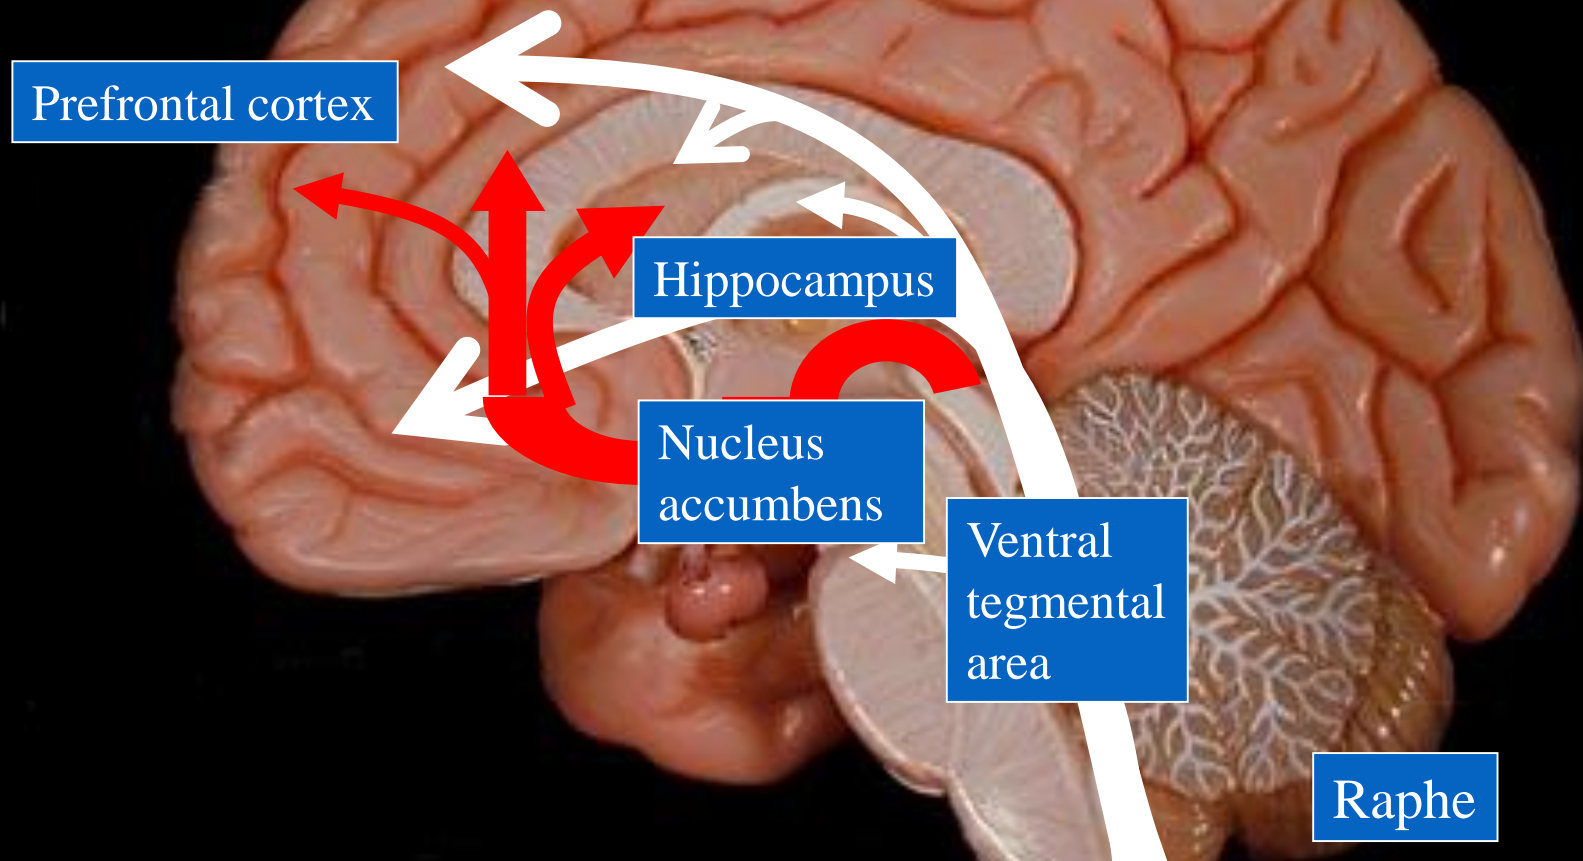 Prefrontal cortex
Hippocampus
Nucleus
accumbens
Ventral
tegmental
area
Raphe